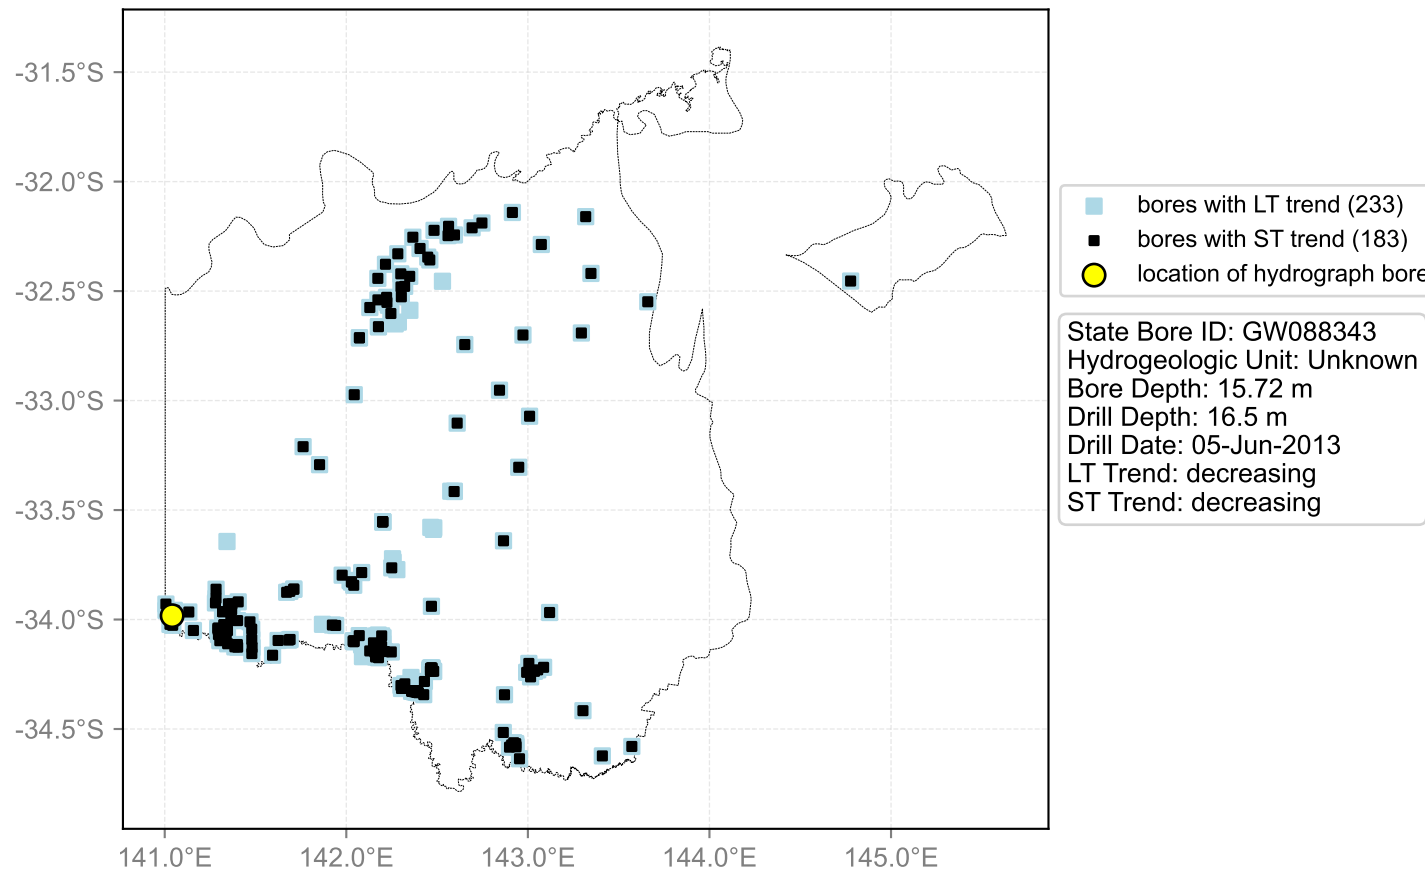 -31.5°S
-32.0°S
-32.5°S
-33.0°S
-33.5°S
-34.0°S
-34.5°S
141.0°E 142.0°E 143.0°E 144.0°E 145.0°E
bores with LT trend (233)
bores with ST trend (183)
location of hydrograph bore
State Bore ID: GW088343
Hydrogeologic Unit: Unknown
Bore Depth: 15.72 m
Drill Depth: 16.5 m
Drill Date: 05-Jun-2013
LT Trend: decreasing
ST Trend: decreasing